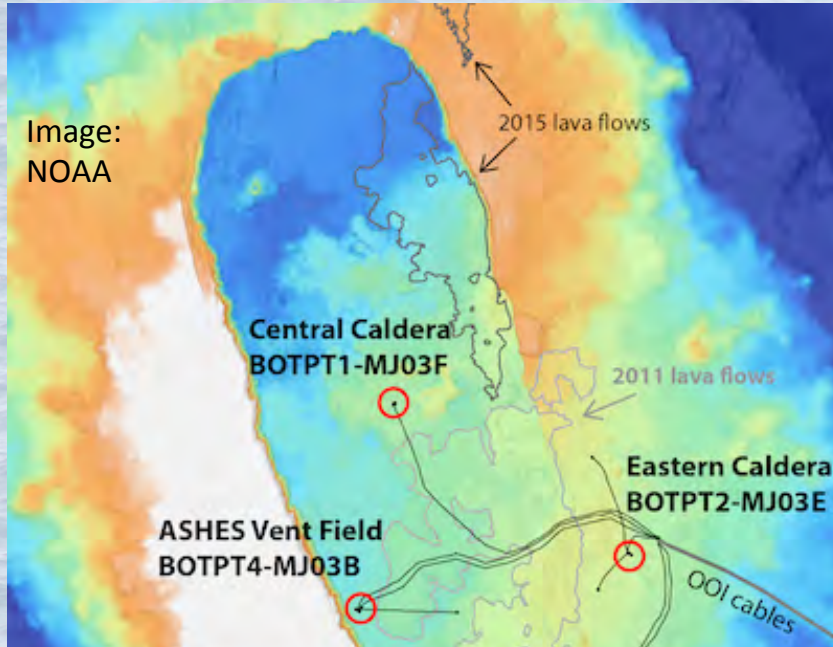 Image:
NOAA
2015 lava flows
Central Caldera
BOTPT1-MJ03F
2011 lava flows
Eastern Caldera
BOTPT2-MJ03E
ASHES Vent Field
BOTPT4-MJ03B
OOI cables